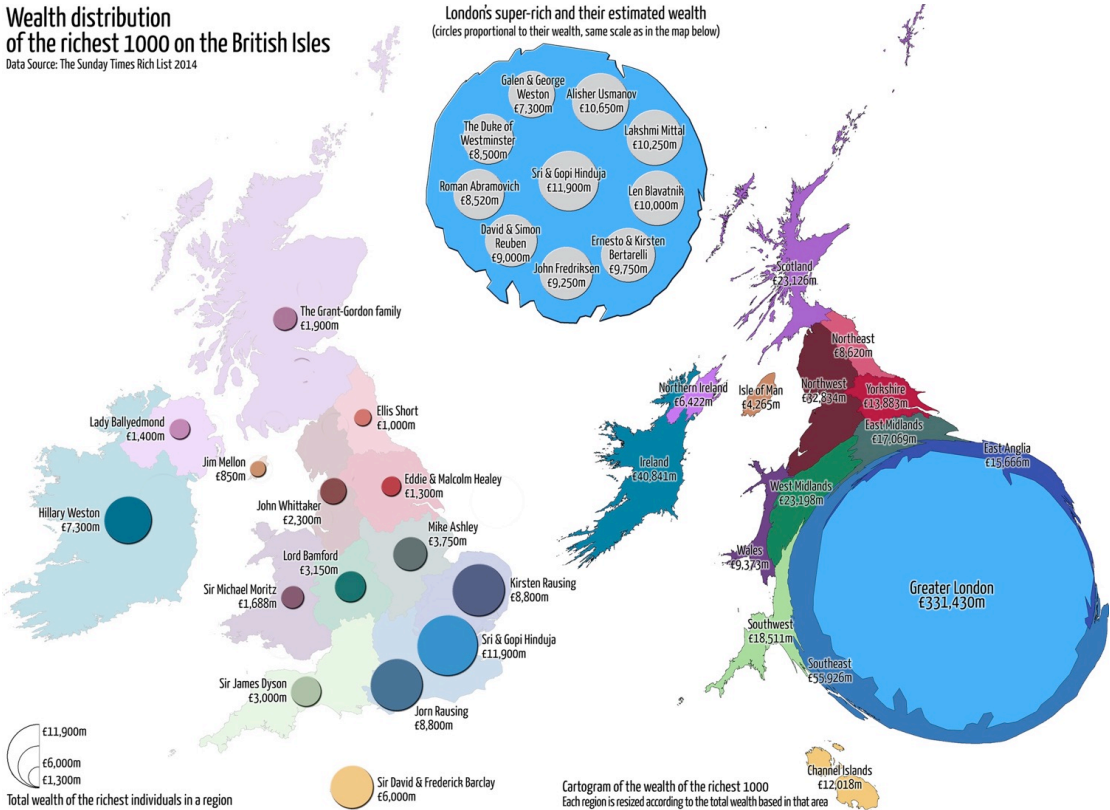 Wealth distribution
of the richest 1000 on the British Isles
Data Source: The Sunday Times Rich List 2014
London's super-rich and their estimated wealth
(circles proportional to their wealth, same scale as in the map below)
Galen & George
Weston
£7,300m
Alisher Usmanov
£10,650m
The Duke of
Westminster
£8,500m
Lakshmi Mittal
£10,250m
Sri & Gopi Hinduja
£11,900m
Roman Abramovich
£8,520m
Len Blavatnik
£10,000m
David & Simon
Reuben
£9,000m
Ernesto & Kirsten
Bertarelli
£9,750m
John Fredriksen
£9,250m
The Grant-Gordon family
£1,900m
Lady Ballyedmond
£1,400m
Ellis Short
£1,000m
Jim Mellon
£850m
Eddie & Malcolm Healey
£1,300m
John Whittaker
£2,300m
Hillary Weston
£7,300m
Mike Ashley
£3,750m
Lord Bamford
£3,150m
Sir Michael Moritz
£1,688m
Kirsten Rausing
£8,800m
Sri & Gopi Hinduja
£11,900m
Sir James Dyson
£3,000m
Jorn Rausing
£8,800m
Sir David & Frederick Barclay
£6,000m
£11,900m
£6,000m
£1,300m
Total wealth of the richest individuals in a region
Scotland
£23,126m
Northeast
£8,620m
Northern Ireland
£6,422m
Isle of Man
£4,265m
Northwest
£32,834m
Yorkshire
£13,883m
East Midlands
£17,069m
East Anglia
£15,666m
Ireland
£40,841m
West Midlands
£23,198m
Wales
£9,373m
Greater London
£331,430m
Southwest
£18,511m
Southeast
£55,926m
Channel Islands
£12,018m
Cartogram of the wealth of the richest 1000
Each region is resized according to the total wealth based in that area